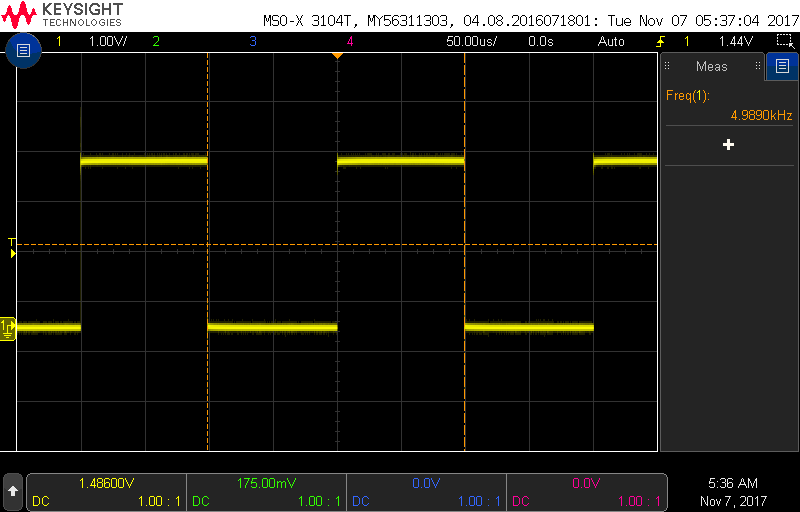 KEYSIGHT
TECHNOLOGIES
MSO-X 3104T, MY56311303, 04.08.2016071801: Tue Nov 07 05:37:04 2017
1 1.00V/ 2 3 4 50.00us/ 0.0s Auto 1 1.44V
Meas
Freq(1):
4.9890kHz
T
1
1.48600V 175.00mV 0.0V 0.0V
DC 1.00 : 1 DC 1.00 : 1 DC 1.00 : 1 DC 1.00 : 1
5:36 AM
Nov 7, 2017